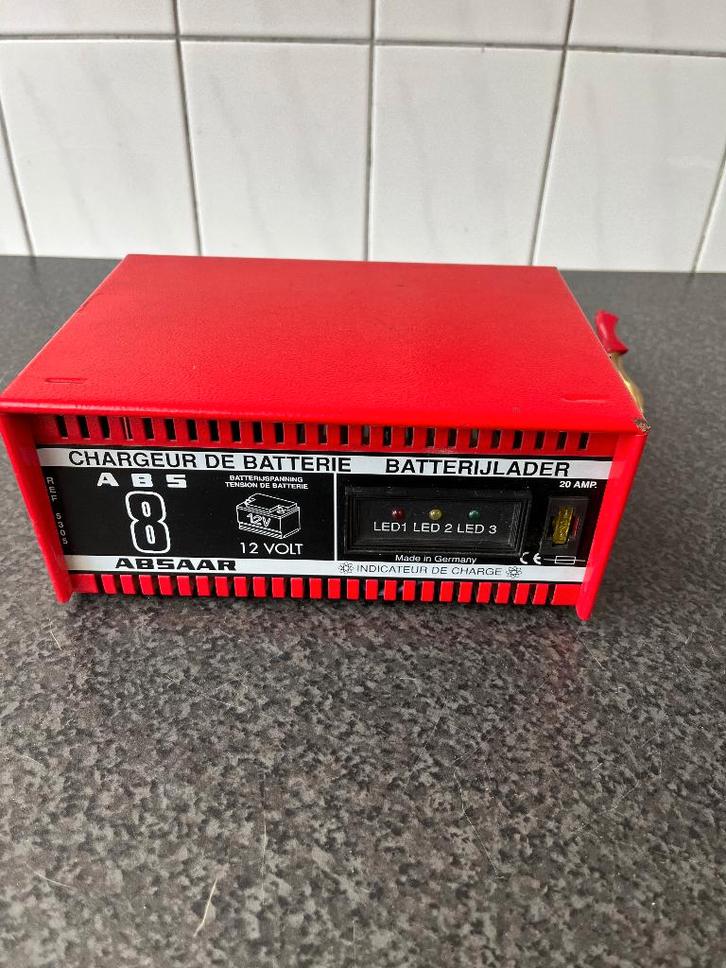 CHARGEUR DE BATTERIE BATTERIJLADER
REF 5305
ABS
8
ABSAAR
BATTERIJSPANNING
TENSION DE BATTERIE
12V
12 VOLT
LED1 LED 2 LED 3
20 AMP.
Made in Germany
CE
INDICATEUR DE CHARGE